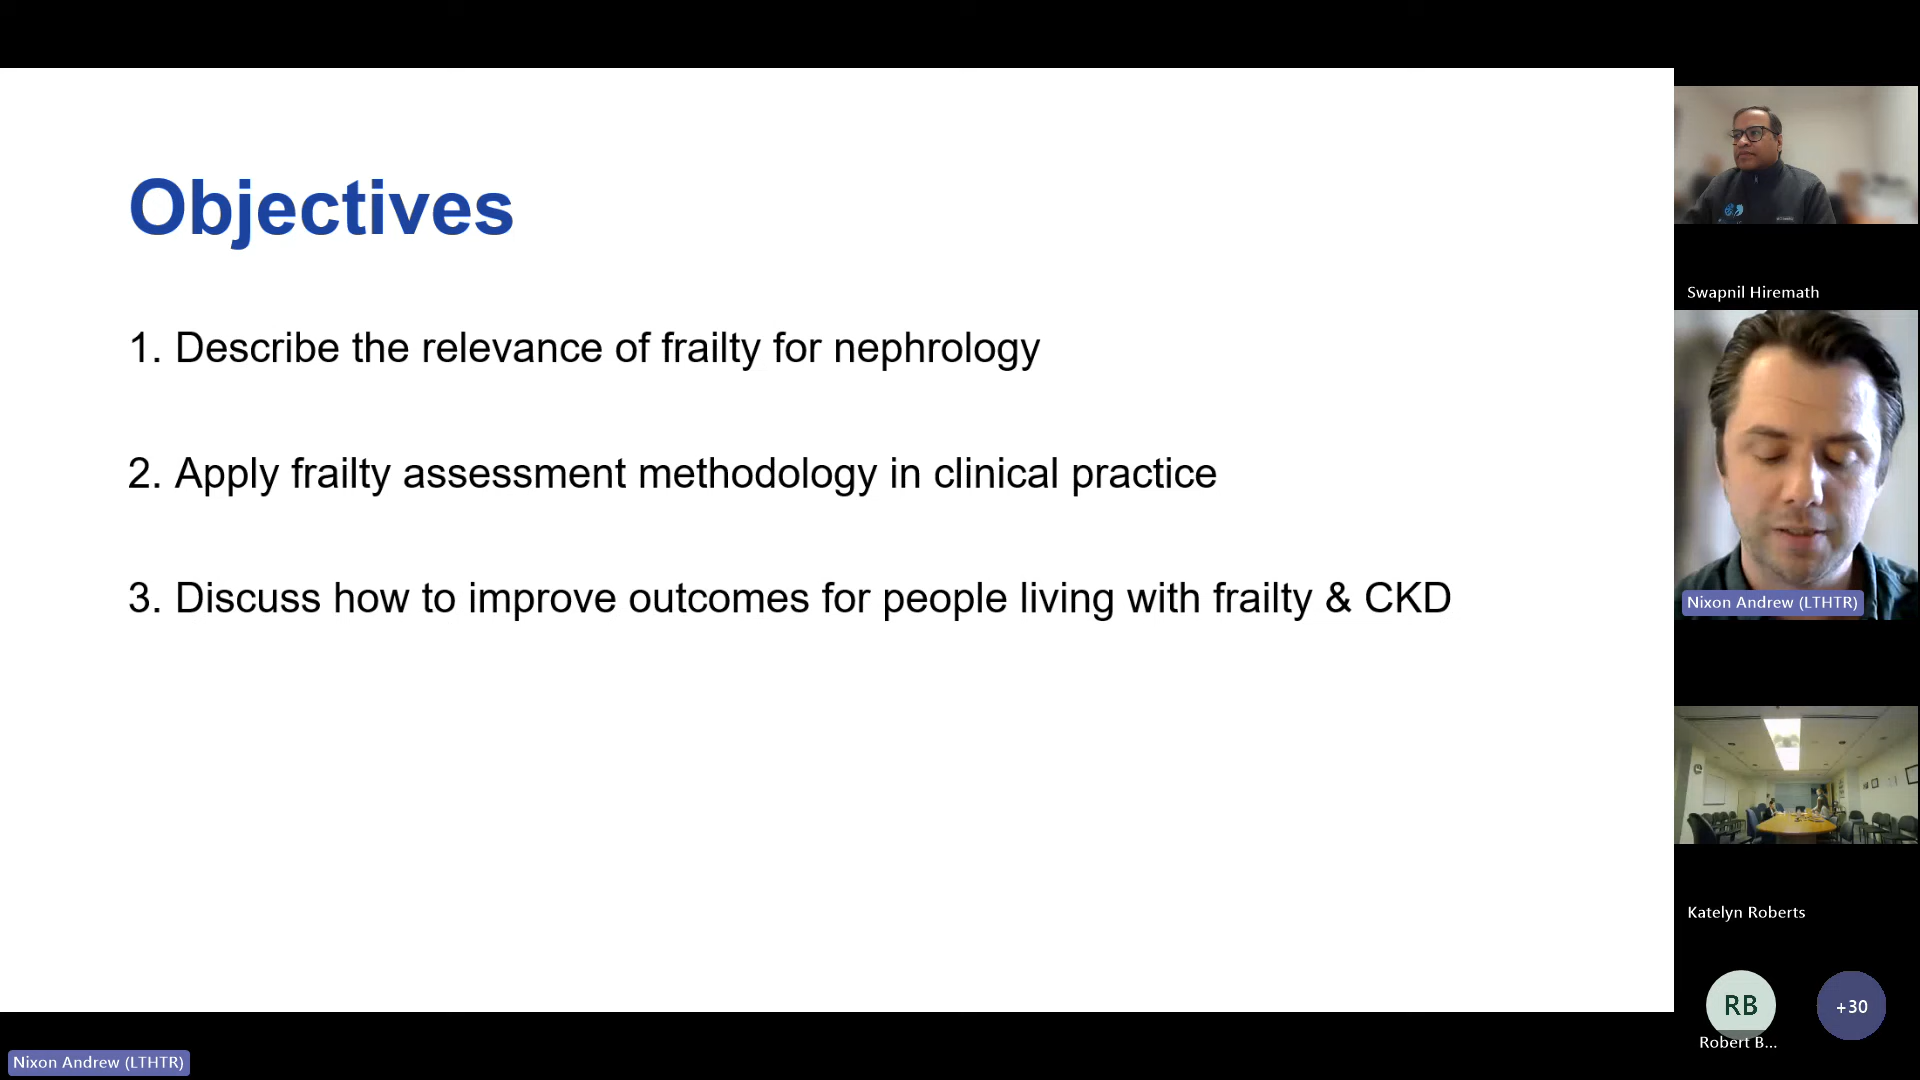 Objectives
1. Describe the relevance of frailty for nephrology
2. Apply frailty assessment methodology in clinical practice
3. Discuss how to improve outcomes for people living with frailty & CKD
Swapnil Hiremath
Nixon Andrew (LTHTR)
Katelyn Roberts
RB
+30
Robert B...
Nixon Andrew (LTHTR)